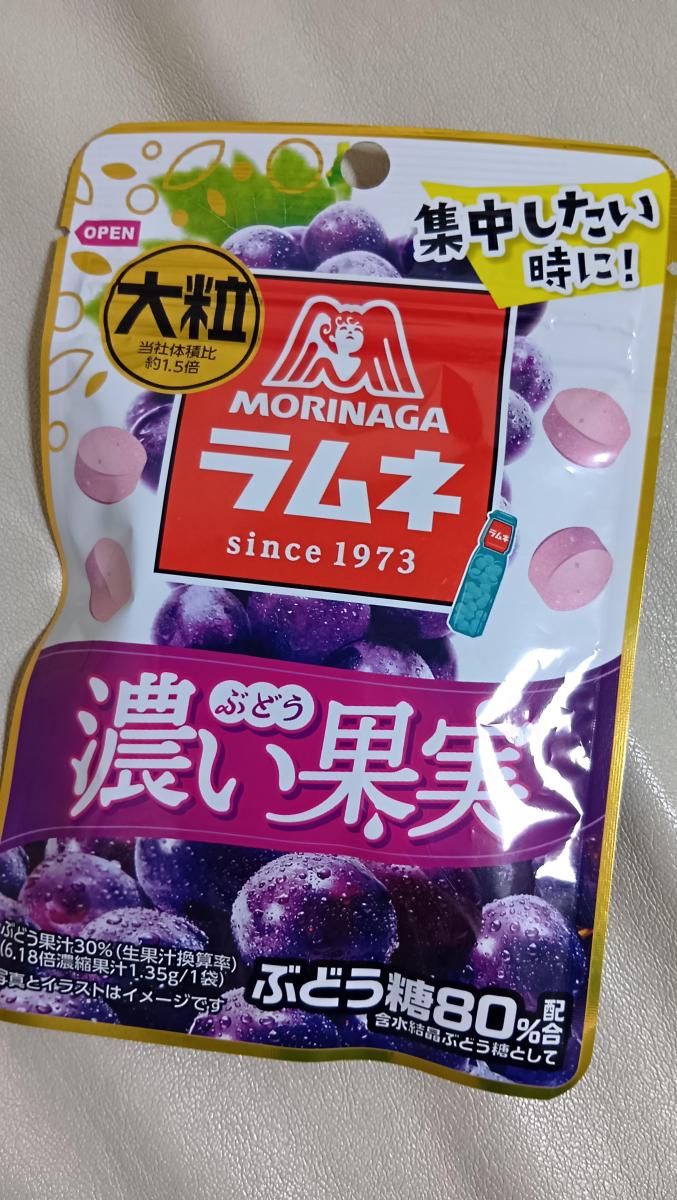 OPEN
集中したい
時に！
大粒
当社体積比
約1.5倍
MORINAGA
ラムネ
since 1973
ラムネ
ぶどう
濃い果実
ぶどう果汁30%(生果汁換算率)
(6.18倍濃縮果汁1.35g/1袋)
写真とイラストはイメージです
ぶどう糖80%配合
含水結晶ぶどう糖として